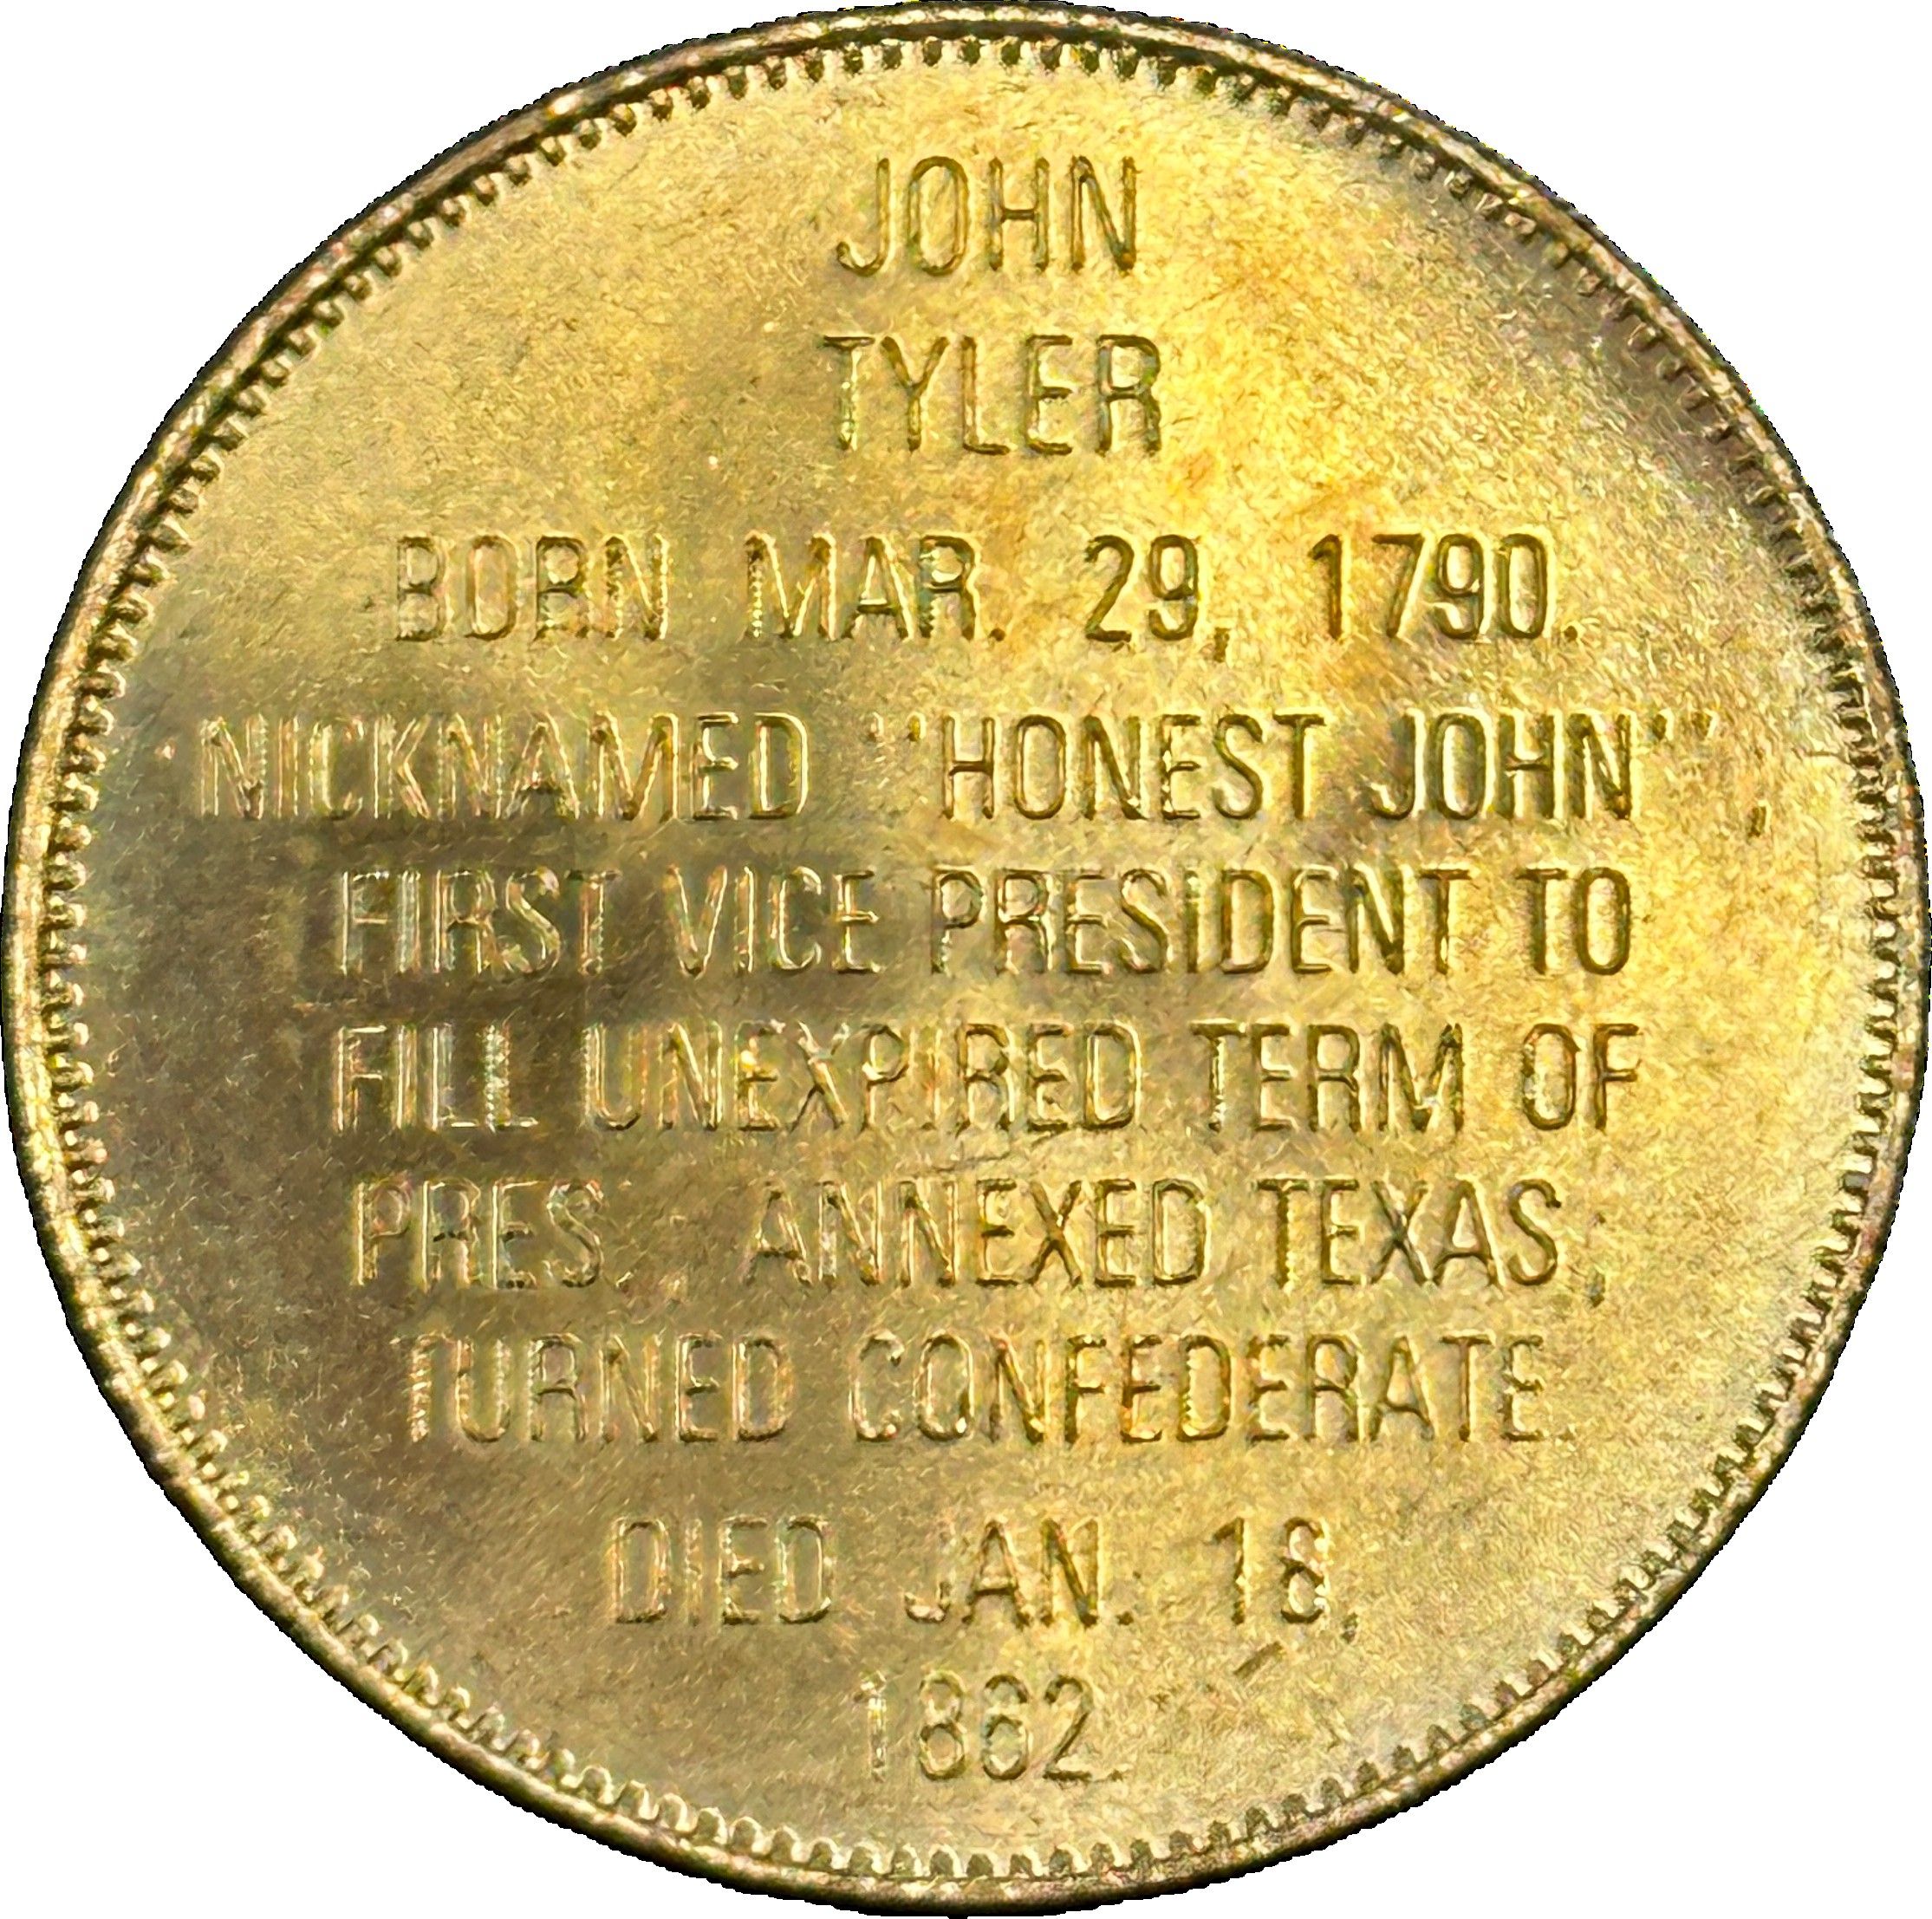 JOHN
TYLER
BORN MAR. 29, 1790.
NICKNAMED "HONEST JOHN",
FIRST VICE PRESIDENT TO
FILL UNEXPIRED TERM OF
PRES. . ANNEXED TEXAS,
TURNED CONFEDERATE.
DIED JAN. 18,
1862.